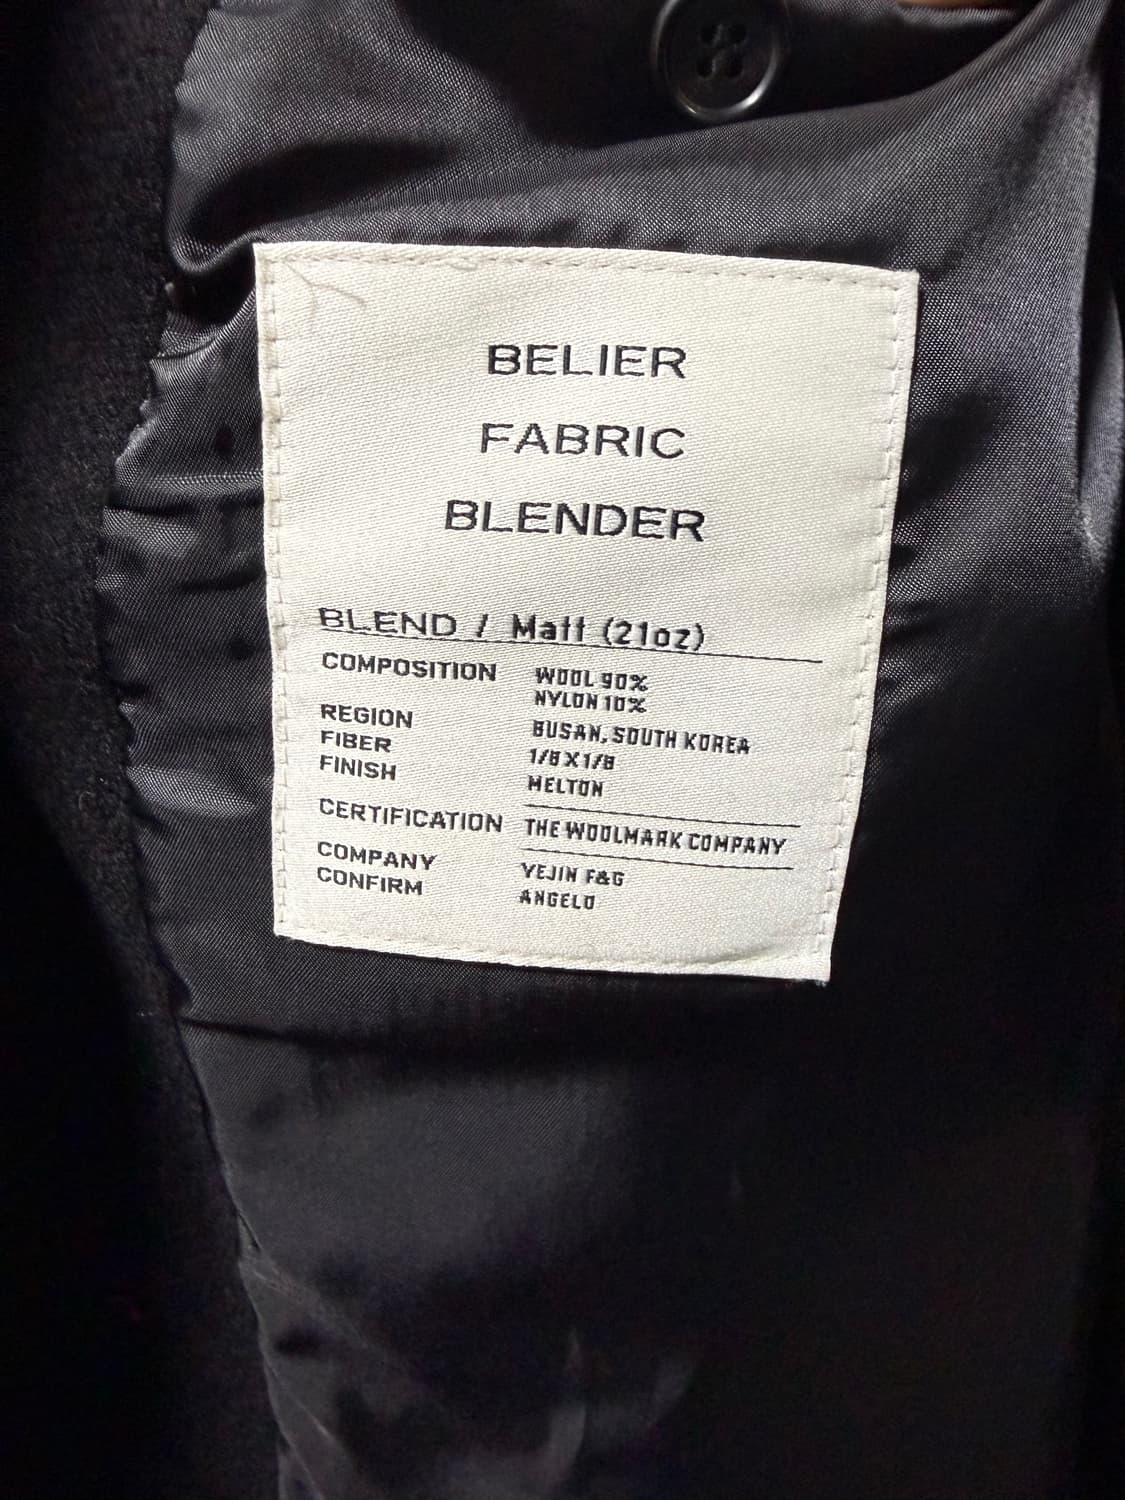 BELIER
FABRIC
BLENDER
BLEND / Matt (21oz)
COMPOSITION WOOL 90%
NYLON 10%
REGION BUSAN, SOUTH KOREA
FIBER 1/8 X 1/8
FINISH MELTON
CERTIFICATION THE WOOLMARK COMPANY
COMPANY YEJIN F&G
CONFIRM ANGELO